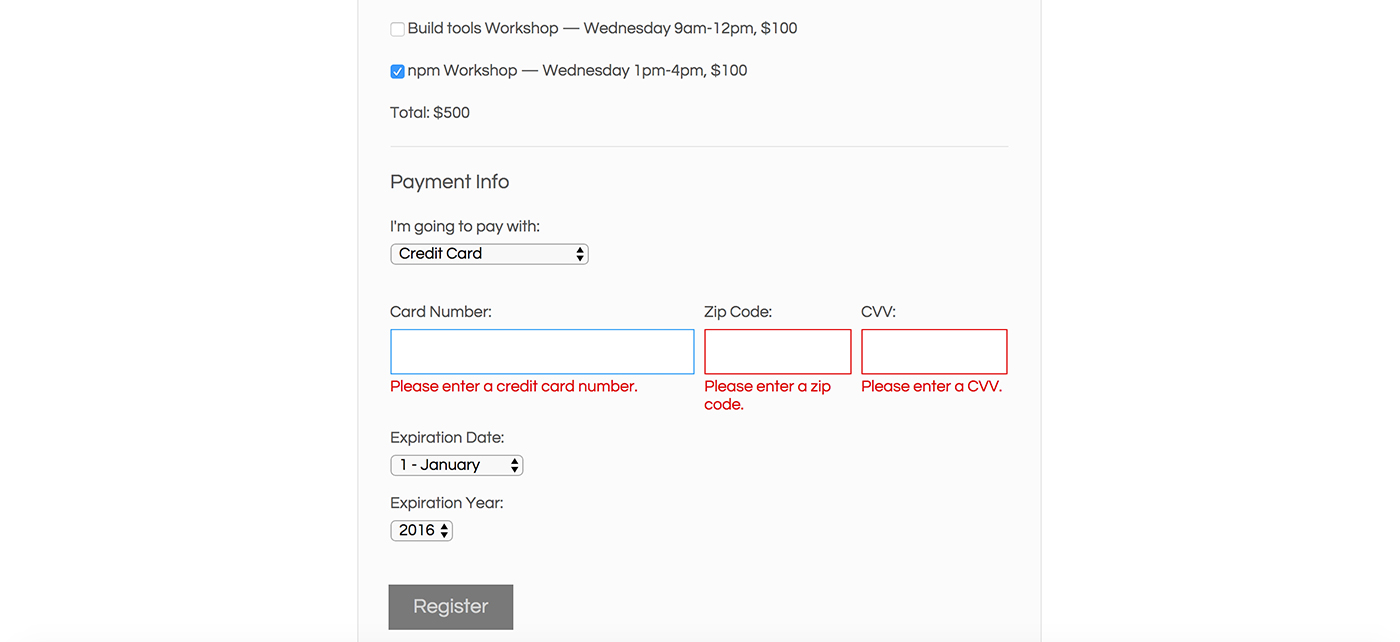 Build tools Workshop — Wednesday 9am-12pm, $100
npm Workshop — Wednesday 1pm-4pm, $100
Total: $500
Payment Info
I'm going to pay with:
Credit Card
Card Number:
Zip Code:
CVV:
Please enter a credit card number.
Please enter a zip
code.
Please enter a CVV.
Expiration Date:
1 - January
Expiration Year:
2016
Register